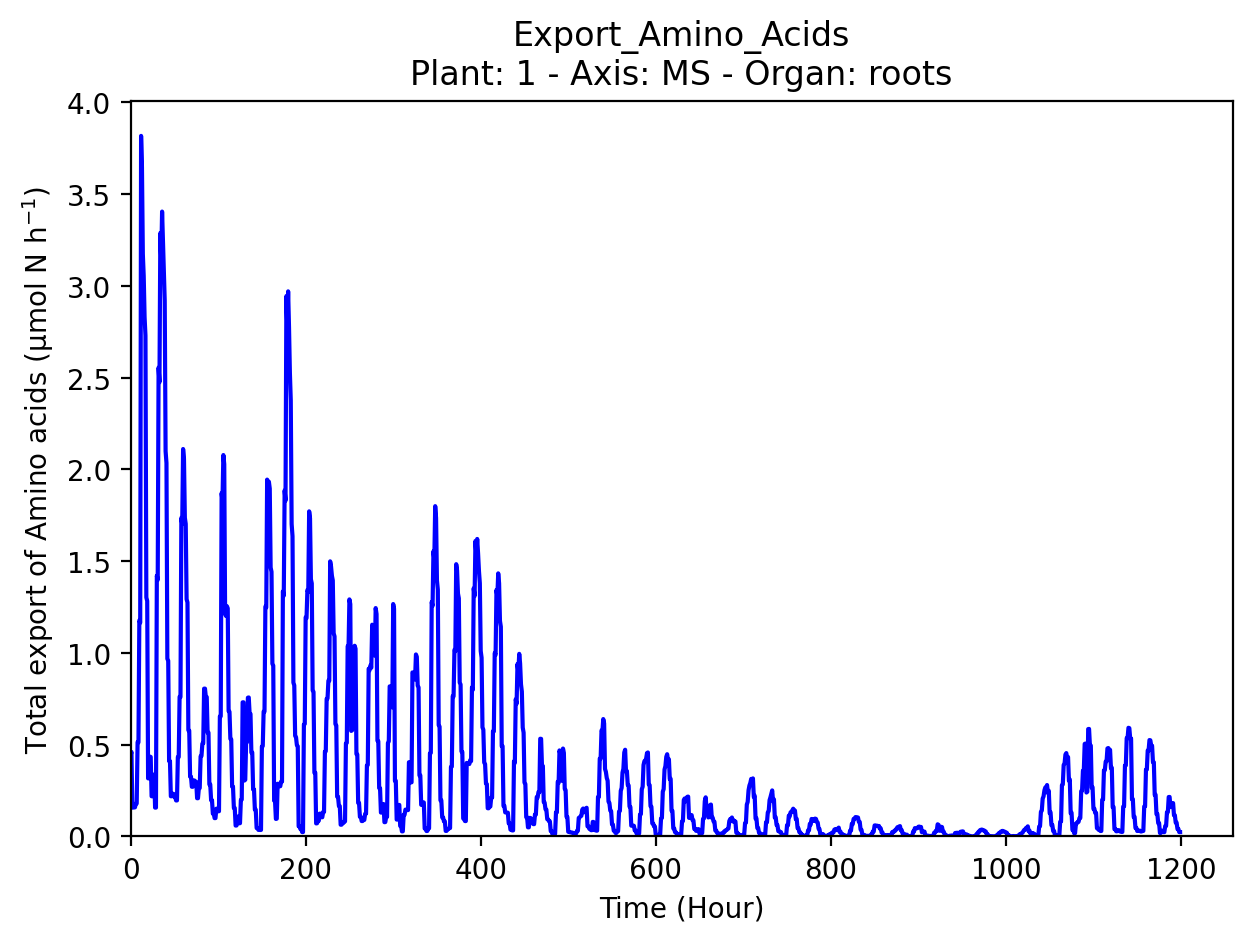 Export_Amino_Acids
Plant: 1 - Axis: MS - Organ: roots
Total export of Amino acids (µmol N h⁻¹)
4.0
3.5
3.0
2.5
2.0
1.5
1.0
0.5
0.0
0 200 400 600 800 1000 1200
Time (Hour)